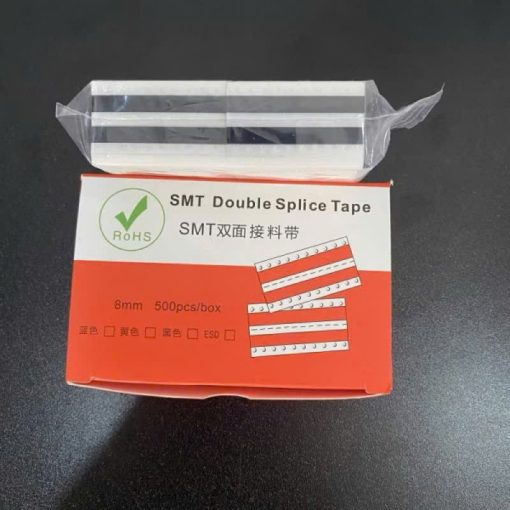 SMT Double Splice Tape
SMT双面接料带
RoHS
8mm 500pcs/box
蓝色 黄色 黑色 ESD